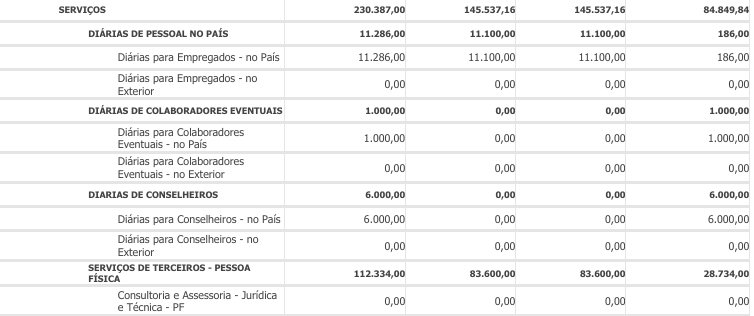 SERVIÇOS 230.387,00 145.537,16 145.537,16 84.849,84
DIÁRIAS DE PESSOAL NO PAÍS 11.286,00 11.100,00 11.100,00 186,00
Diárias para Empregados - no País 11.286,00 11.100,00 11.100,00 186,00
Diárias para Empregados - no
Exterior 0,00 0,00 0,00 0,00
DIÁRIAS DE COLABORADORES EVENTUAIS 1.000,00 0,00 0,00 1.000,00
Diárias para Colaboradores
Eventuais - no País 1.000,00 0,00 0,00 1.000,00
Diárias para Colaboradores
Eventuais - no Exterior 0,00 0,00 0,00 0,00
DIARIAS DE CONSELHEIROS 6.000,00 0,00 0,00 6.000,00
Diárias para Conselheiros - no País 6.000,00 0,00 0,00 6.000,00
Diárias para Conselheiros - no
Exterior 0,00 0,00 0,00 0,00
SERVIÇOS DE TERCEIROS - PESSOA
FÍSICA 112.334,00 83.600,00 83.600,00 28.734,00
Consultoria e Assessoria - Jurídica
e Técnica - PF 0,00 0,00 0,00 0,00